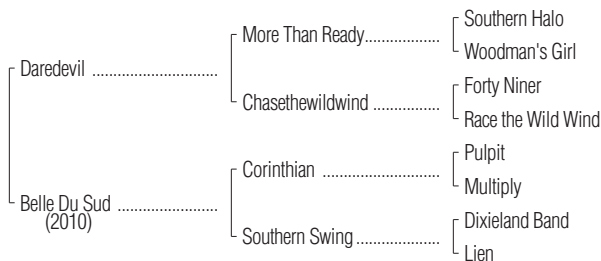 Southern Halo
More Than Ready
Woodman's Girl
Daredevil
Forty Niner
Chasethewildwind
Race the Wild Wind
Pulpit
Corinthian
Multiply
Belle Du Sud
(2010)
Dixieland Band
Southern Swing
Lien